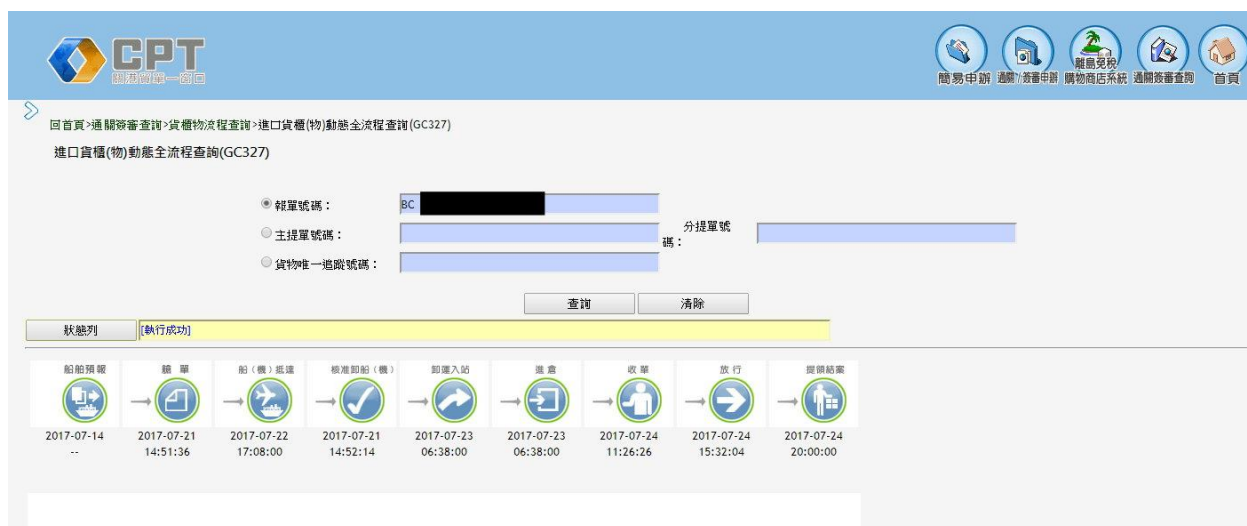 CPT
關港貿單一窗口
簡易申辦 通關/簽審申辦 離島免稅 購物商店系統 通關簽審查詢 首頁
回首頁>通關簽審查詢>貨櫃物流程查詢>進口貨櫃(物)動態全流程查詢(GC327)
進口貨櫃(物)動態全流程查詢(GC327)
報單號碼： BC
主提單號碼： 分提單號碼：
貨物唯一追蹤號碼：
查詢 清除
狀態列 [執行成功]
船舶預報 艙單 船（機）抵達 核准卸船（機） 卸運入站 進倉 收單 放行 提領結案
2017-07-14 2017-07-21 2017-07-22 2017-07-21 2017-07-23 2017-07-23 2017-07-24 2017-07-24 2017-07-24
-- 14:51:36 17:08:00 14:52:14 06:38:00 06:38:00 11:26:26 15:32:04 20:00:00